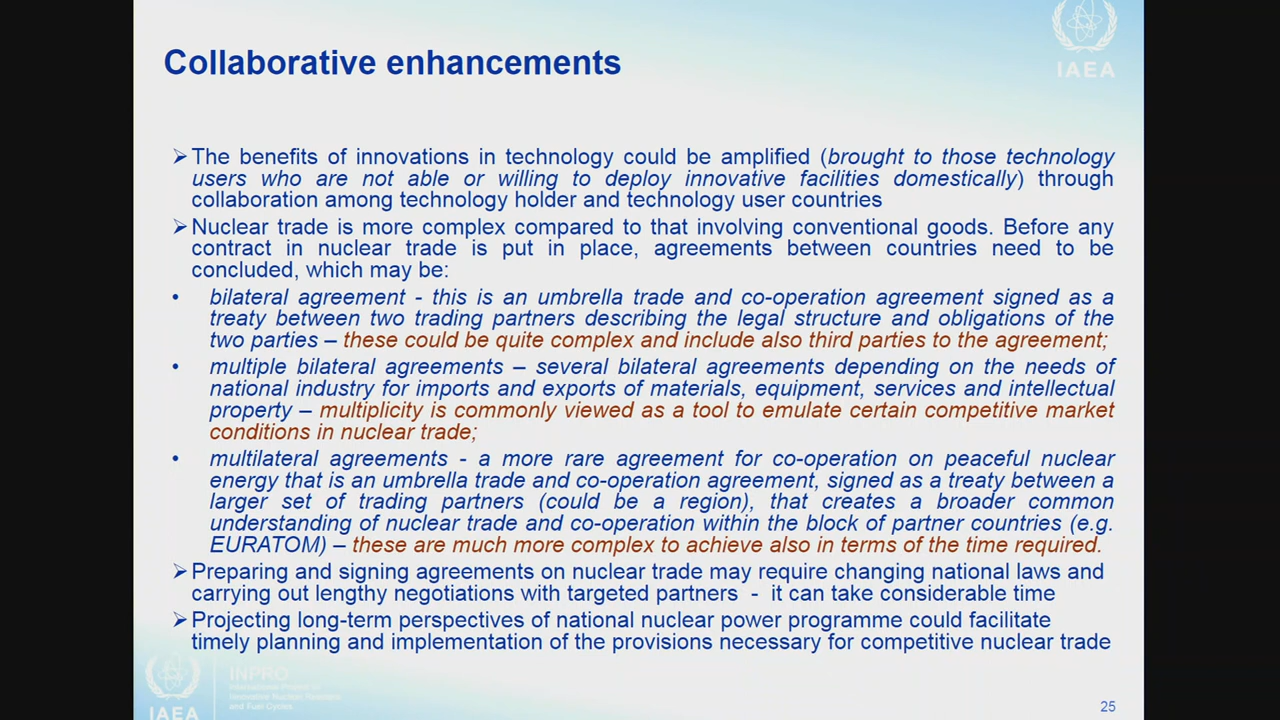 Collaborative enhancements
IAEA
➢The benefits of innovations in technology could be amplified (brought to those technology
users who are not able or willing to deploy innovative facilities domestically) through
collaboration among technology holder and technology user countries
➢Nuclear trade is more complex compared to that involving conventional goods. Before any
contract in nuclear trade is put in place, agreements between countries need to be
concluded, which may be:
• bilateral agreement - this is an umbrella trade and co-operation agreement signed as a
treaty between two trading partners describing the legal structure and obligations of the
two parties – these could be quite complex and include also third parties to the agreement;
• multiple bilateral agreements – several bilateral agreements depending on the needs of
national industry for imports and exports of materials, equipment, services and intellectual
property – multiplicity is commonly viewed as a tool to emulate certain competitive market
conditions in nuclear trade;
• multilateral agreements - a more rare agreement for co-operation on peaceful nuclear
energy that is an umbrella trade and co-operation agreement, signed as a treaty between a
larger set of trading partners (could be a region), that creates a broader common
understanding of nuclear trade and co-operation within the block of partner countries (e.g.
EURATOM) – these are much more complex to achieve also in terms of the time required.
➢Preparing and signing agreements on nuclear trade may require changing national laws and
carrying out lengthy negotiations with targeted partners - it can take considerable time
➢Projecting long-term perspectives of national nuclear power programme could facilitate
timely planning and implementation of the provisions necessary for competitive nuclear trade
IAEA
INPRO
International Project on
Innovative Nuclear Reactors
and Fuel Cycles
25